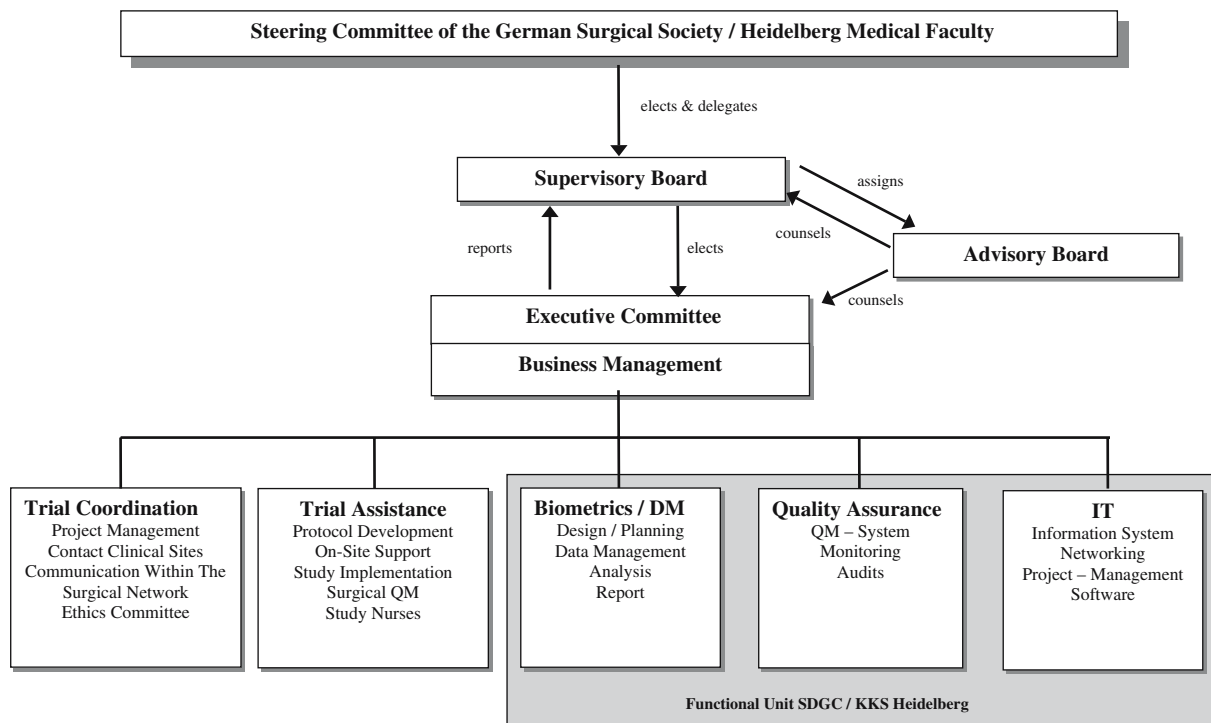 Steering Committee of the German Surgical Society / Heidelberg Medical Faculty
elects & delegates
Supervisory Board
assigns
counsels
reports
elects
Advisory Board
counsels
Executive Committee
Business Management
Trial Coordination
Project Management
Contact Clinical Sites
Communication Within The
Surgical Network
Ethics Committee
Trial Assistance
Protocol Development
On-Site Support
Study Implementation
Surgical QM
Study Nurses
Biometrics / DM
Design / Planning
Data Management
Analysis
Report
Quality Assurance
QM – System
Monitoring
Audits
IT
Information System
Networking
Project – Management
Software
Functional Unit SDGC / KKS Heidelberg